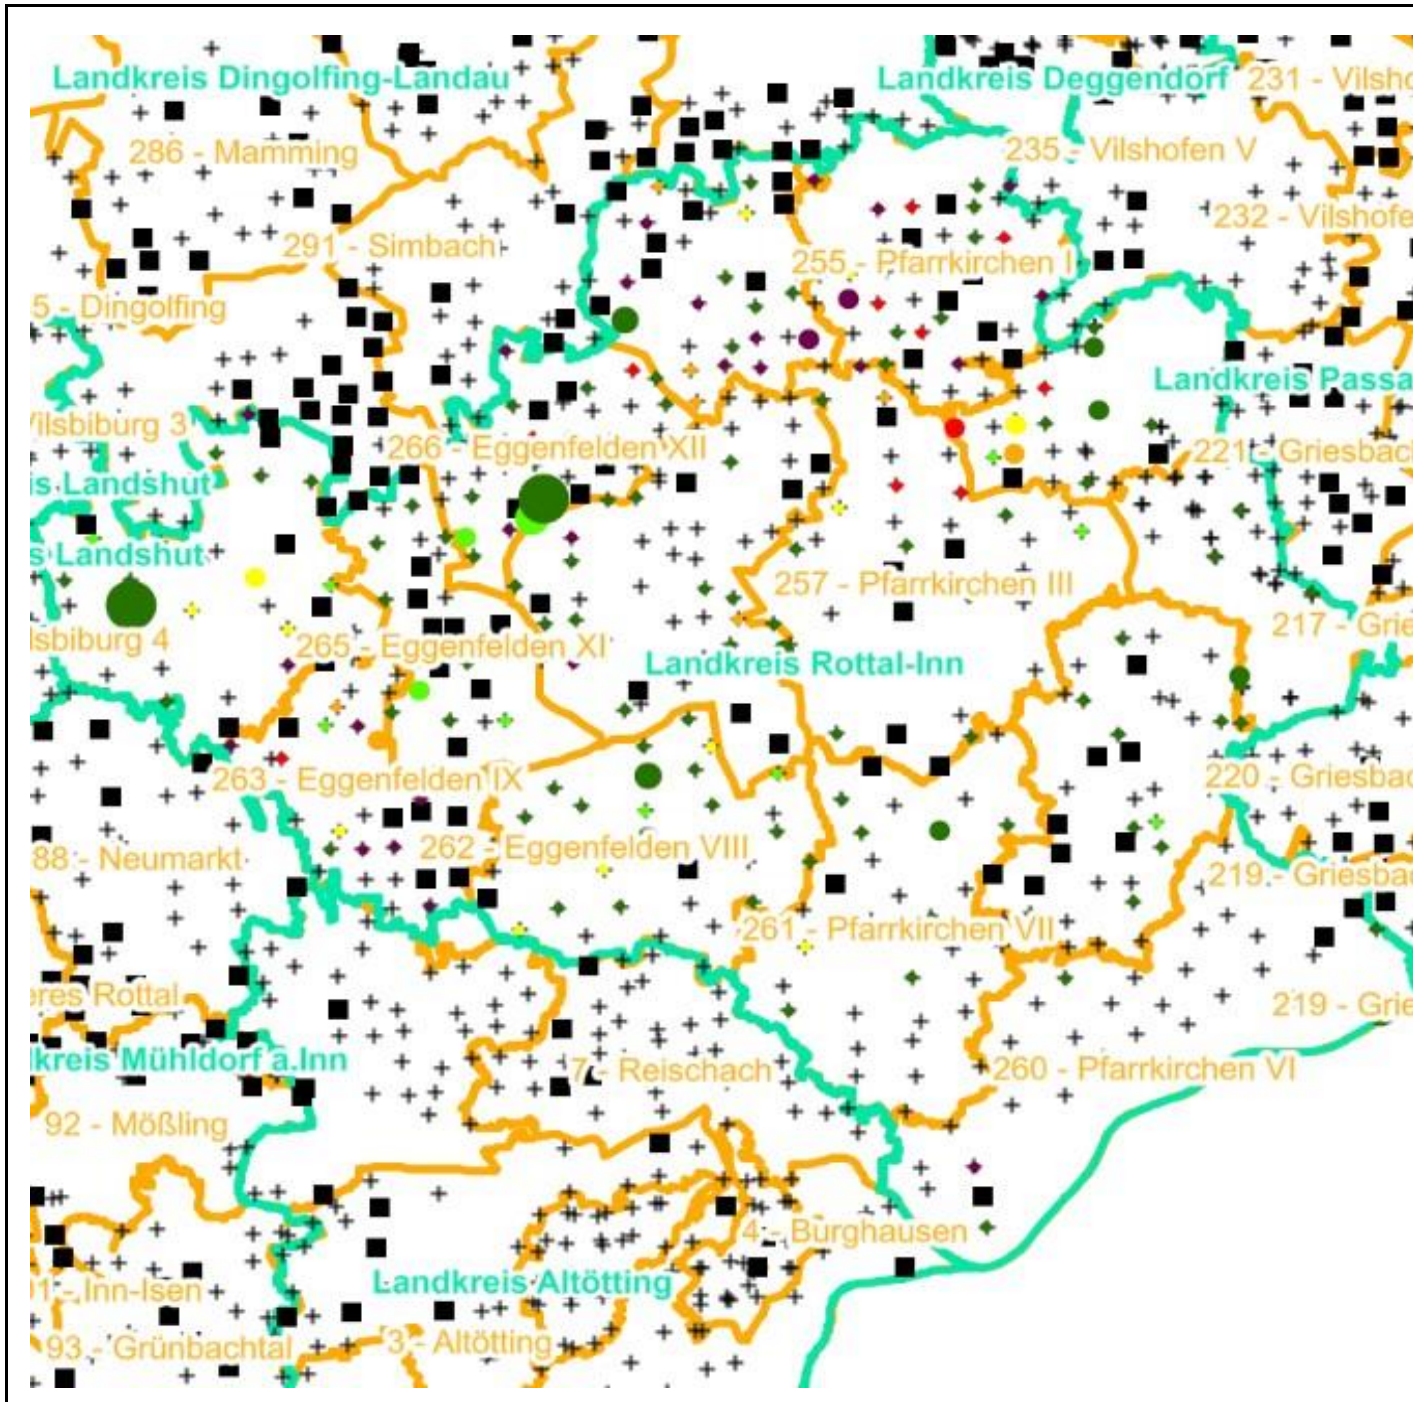 Landkreis Dingolfing-Landau
Landkreis Deggendorf
231 - Vilsho
286 - Mamming
235 - Vilshofen V
232 - Vilshofe
291 - Simbach
255 - Pfarrkirchen I
5 - Dingolfing
Landkreis Passa
Vilsbiburg 3
266 - Eggenfelden XII
221 - Griesbach
is Landshut
s Landshut
257 - Pfarrkirchen III
lsbiburg 4
265 - Eggenfelden XI
217 - Grie
Landkreis Rottal-Inn
263 - Eggenfelden IX
220 - Griesbac
88 - Neumarkt
262 - Eggenfelden VIII
219 - Griesbac
261 - Pfarrkirchen VII
eres Rottal
219 - Grie
lkreis Mühldorf a.Inn
7 - Reischach
260 - Pfarrkirchen VI
92 - Mößling
4 - Burghausen
Landkreis Altötting
1 - Inn-Isen
93 - Grünbachtal
3 - Altötting